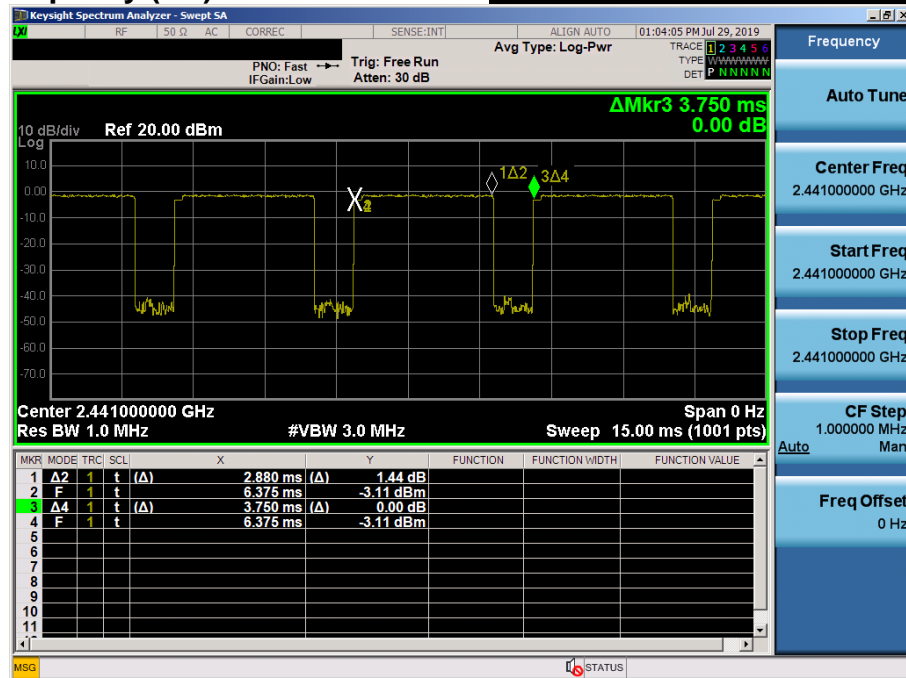 Keysight Spectrum Analyzer - Swept SA
LXI RF 50 Ω AC CORREC SENSE:INT ALIGN AUTO 01:04:05 PM Jul 29, 2019
Avg Type: Log-Pwr TRACE 1 2 3 4 5 6
PNO: Fast Trig: Free Run TYPE WWWWWW
IFGain:Low Atten: 30 dB DET P N N N N N
ΔMkr3 3.750 ms
0.00 dB
10 dB/div Ref 20.00 dBm
Log
10.0
0.00
-10.0
-20.0
-30.0
-40.0
-50.0
-60.0
-70.0
1Δ2 3Δ4
Center 2.441000000 GHz Span 0 Hz
Res BW 1.0 MHz #VBW 3.0 MHz Sweep 15.00 ms (1001 pts)
MKR MODE TRC SCL X Y FUNCTION FUNCTION WIDTH FUNCTION VALUE
1 Δ2 1 t (Δ) 2.880 ms (Δ) 1.44 dB
2 F 1 t 6.375 ms -3.11 dBm
3 Δ4 1 t (Δ) 3.750 ms (Δ) 0.00 dB
4 F 1 t 6.375 ms -3.11 dBm
5
6
7
8
9
10
11
MSG STATUS
Frequency
Auto Tune
Center Freq
2.441000000 GHz
Start Freq
2.441000000 GHz
Stop Freq
2.441000000 GHz
CF Step
1.000000 MHz
Auto Man
Freq Offset
0 Hz